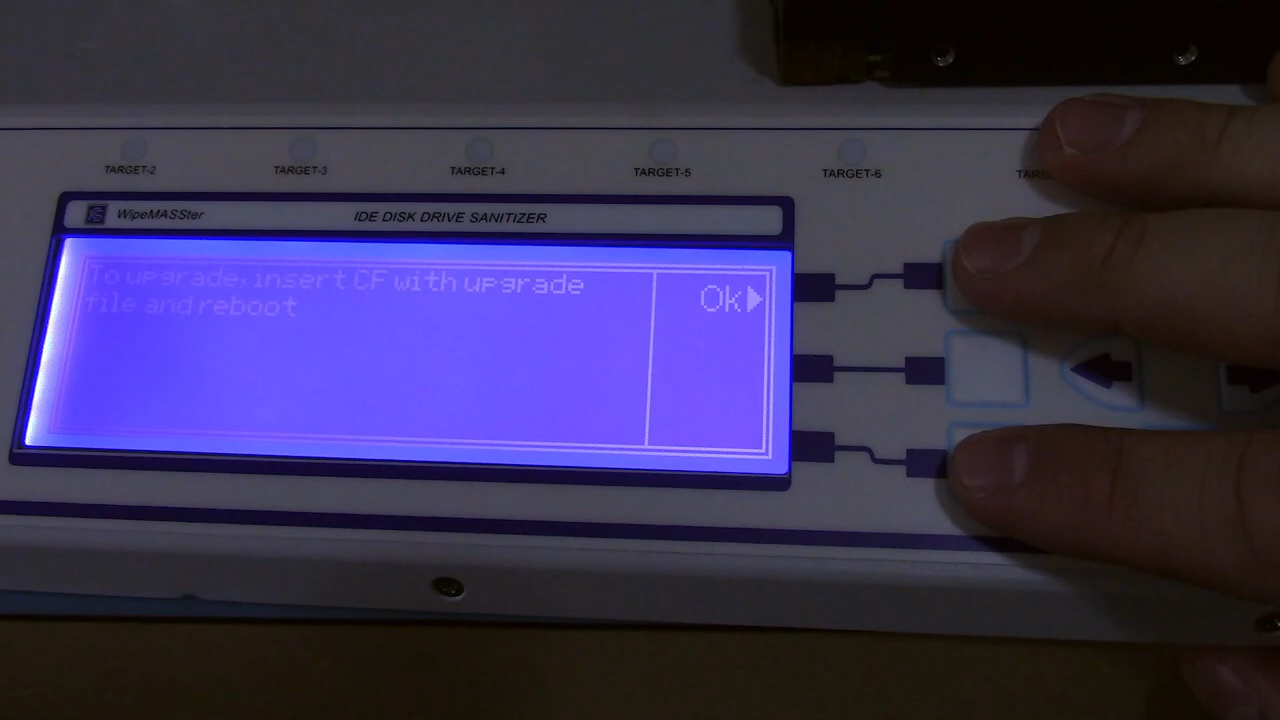 TARGET-2 TARGET-3 TARGET-4 TARGET-5 TARGET-6
WipeMASSter IDE DISK DRIVE SANITIZER
To upgrade, insert CF with upgrade
file and reboot
Ok